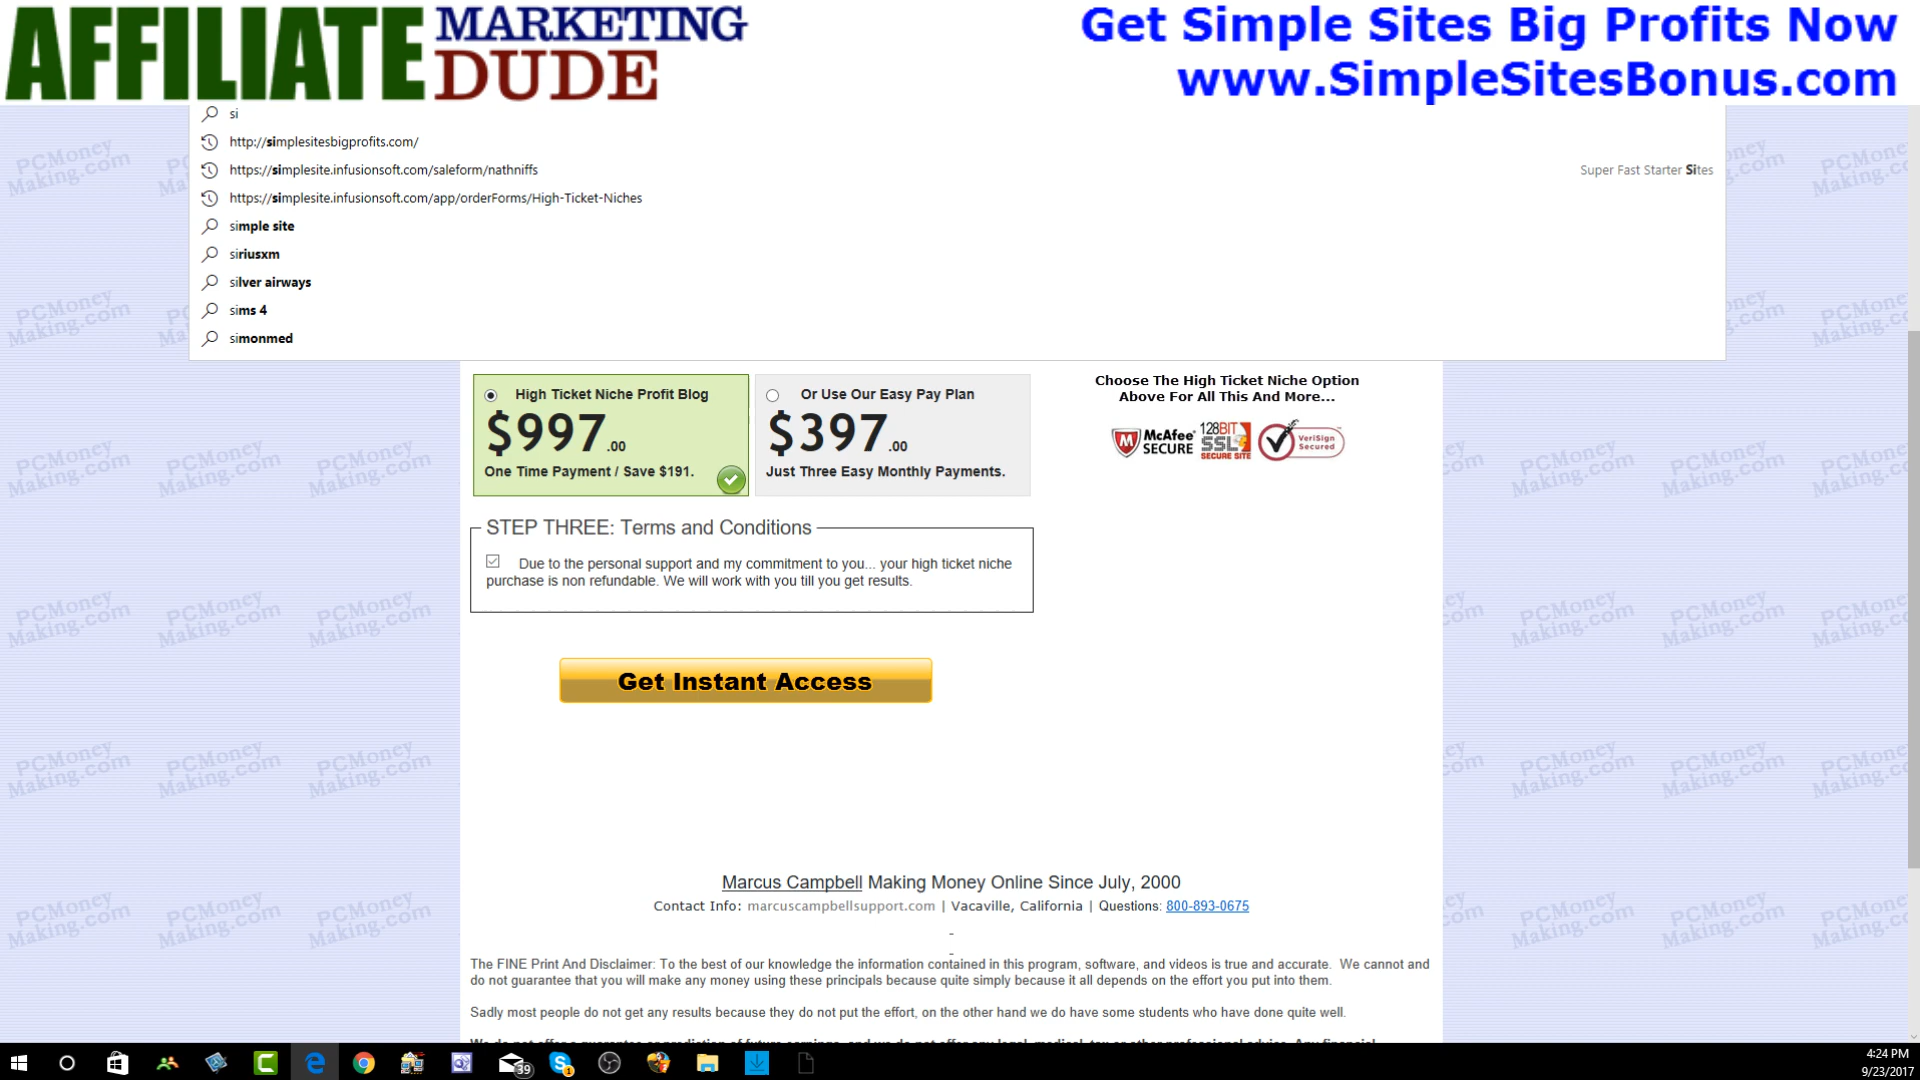 AFFILIATE MARKETING DUDE
Get Simple Sites Big Profits Now
www.SimpleSitesBonus.com
si
http://simplesitesbigprofits.com/
https://simplesite.infusionsoft.com/saleform/nathniffs
Super Fast Starter Sites
https://simplesite.infusionsoft.com/app/orderForms/High-Ticket-Niches
simple site
siriusxm
silver airways
sims 4
simonmed
High Ticket Niche Profit Blog
$997.00
One Time Payment / Save $191.
Or Use Our Easy Pay Plan
$397.00
Just Three Easy Monthly Payments.
Choose The High Ticket Niche Option
Above For All This And More...
McAfee SECURE
128BIT SSL SECURE SITE
VeriSign Secured
STEP THREE: Terms and Conditions
Due to the personal support and my commitment to you... your high ticket niche
purchase is non refundable. We will work with you till you get results.
Get Instant Access
Marcus Campbell Making Money Online Since July, 2000
Contact Info: marcuscampbellsupport.com | Vacaville, California | Questions: 800-893-0675
The FINE Print And Disclaimer: To the best of our knowledge the information contained in this program, software, and videos is true and accurate. We cannot and
do not guarantee that you will make any money using these principals because quite simply because it all depends on the effort you put into them.
Sadly most people do not get any results because they do not put the effort, on the other hand we do have some students who have done quite well.
PCMoney
Making.com
39
1
4:24 PM
9/23/2017